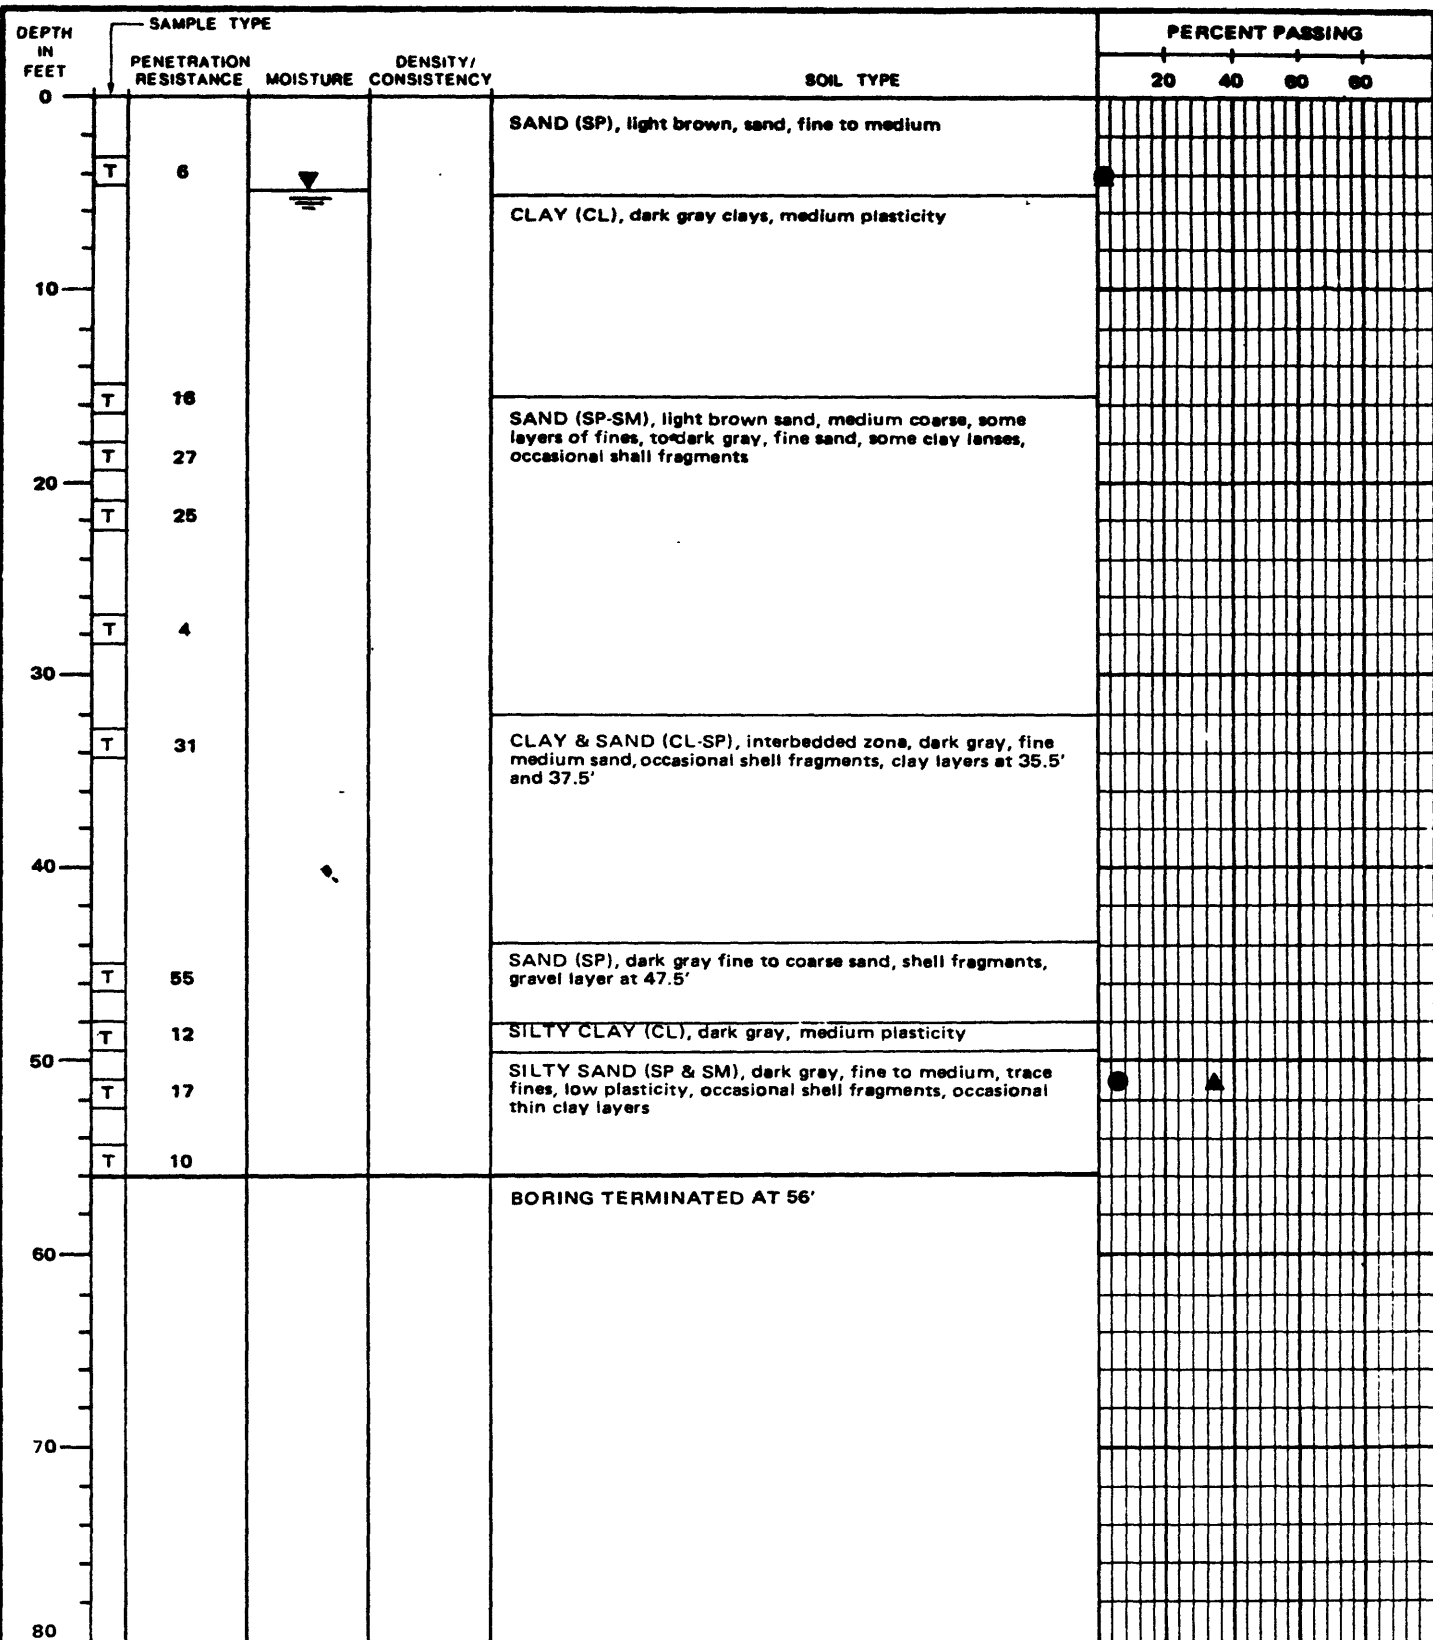 SAMPLE TYPE
DEPTH
IN
FEET
PENETRATION
RESISTANCE
MOISTURE
DENSITY/
CONSISTENCY
SOIL TYPE
PERCENT PASSING
20 40 60 80
0
SAND (SP), light brown, sand, fine to medium
T 6
CLAY (CL), dark gray clays, medium plasticity
10
T 16
SAND (SP-SM), light brown sand, medium coarse, some
layers of fines, to dark gray, fine sand, some clay lanses,
occasional shall fragments
T 27
20
T 25
T 4
30
T 31
CLAY & SAND (CL-SP), interbedded zona, dark gray, fine
medium sand, occasional shell fragments, clay layers at 35.5'
and 37.5'
40
SAND (SP), dark gray fine to coarse sand, shell fragments,
gravel layer at 47.5'
T 55
T 12
SILTY CLAY (CL), dark gray, medium plasticity
50
SILTY SAND (SP & SM), dark gray, fine to medium, trace
fines, low plasticity, occasional shell fragments, occasional
thin clay layers
T 17
T 10
BORING TERMINATED AT 56'
60
70
80